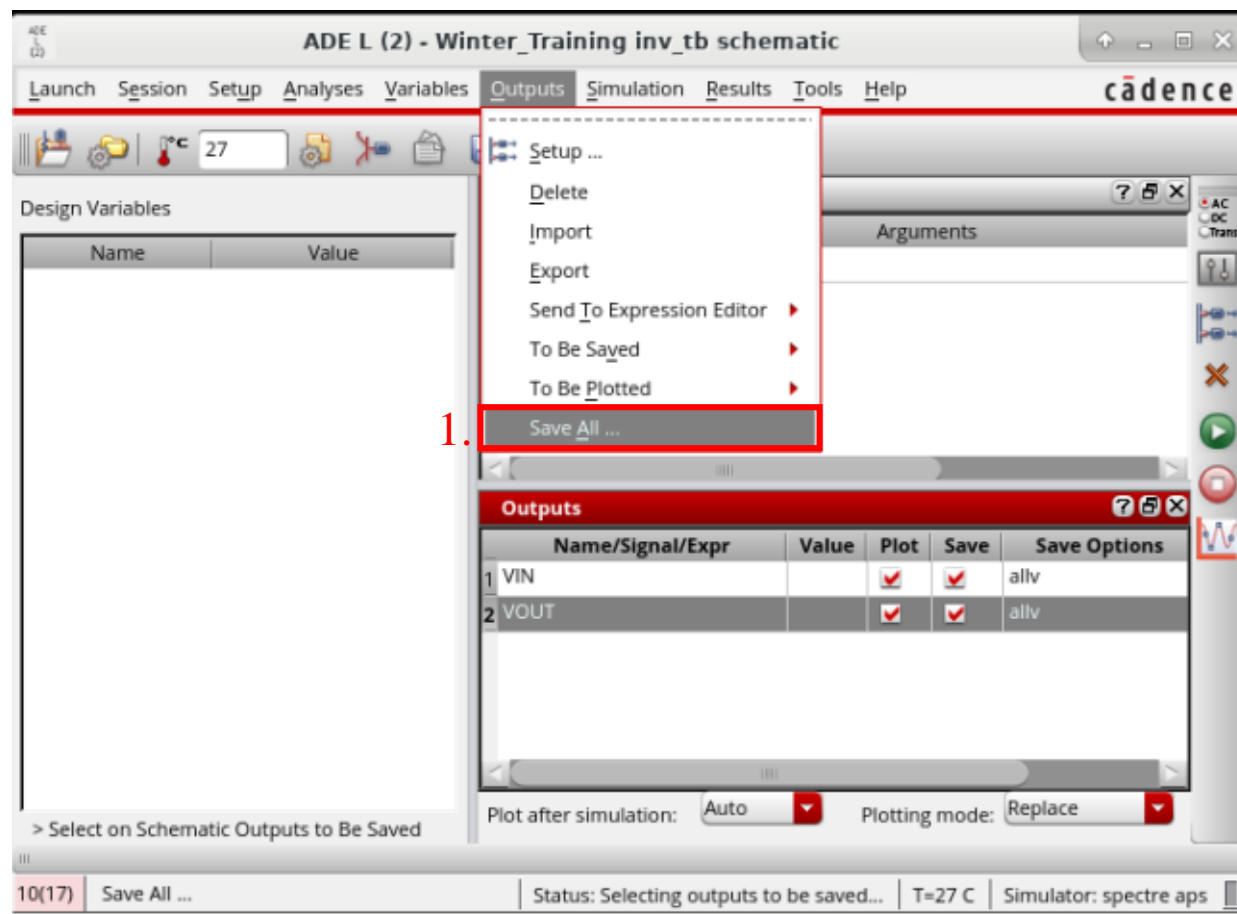 ADE L (2)
ADE L (2) - Winter_Training inv_tb schematic
Launch Session Setup Analyses Variables Outputs Simulation Results Tools Help cādence
°C 27
Setup ...
Delete
Import
Export
Send To Expression Editor
To Be Saved
To Be Plotted
1. Save All ...
Design Variables
Name Value
Arguments
AC
DC
Trans
Outputs
Name/Signal/Expr Value Plot Save Save Options
1 VIN allv
2 VOUT allv
Plot after simulation: Auto Plotting mode: Replace
> Select on Schematic Outputs to Be Saved
10(17) Save All ... Status: Selecting outputs to be saved... T=27 C Simulator: spectre aps